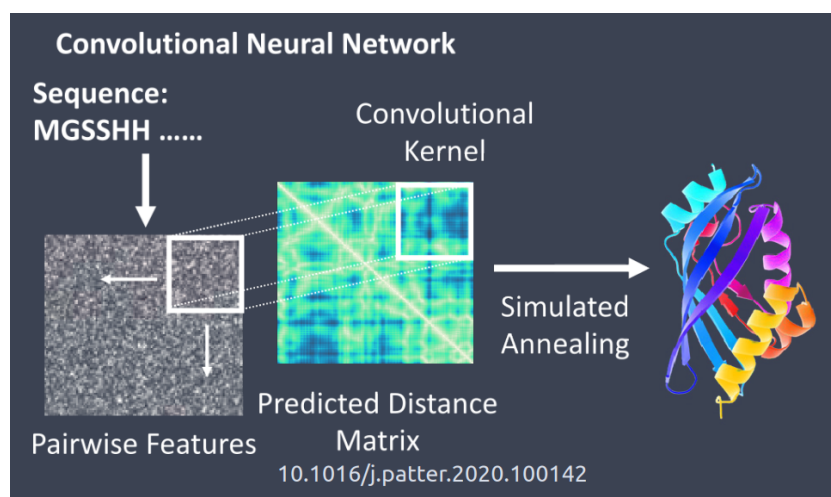 Convolutional Neural Network
Sequence:
MGSSHH ......
Convolutional
Kernel
Simulated
Annealing
Predicted Distance
Matrix
Pairwise Features
10.1016/j.patter.2020.100142